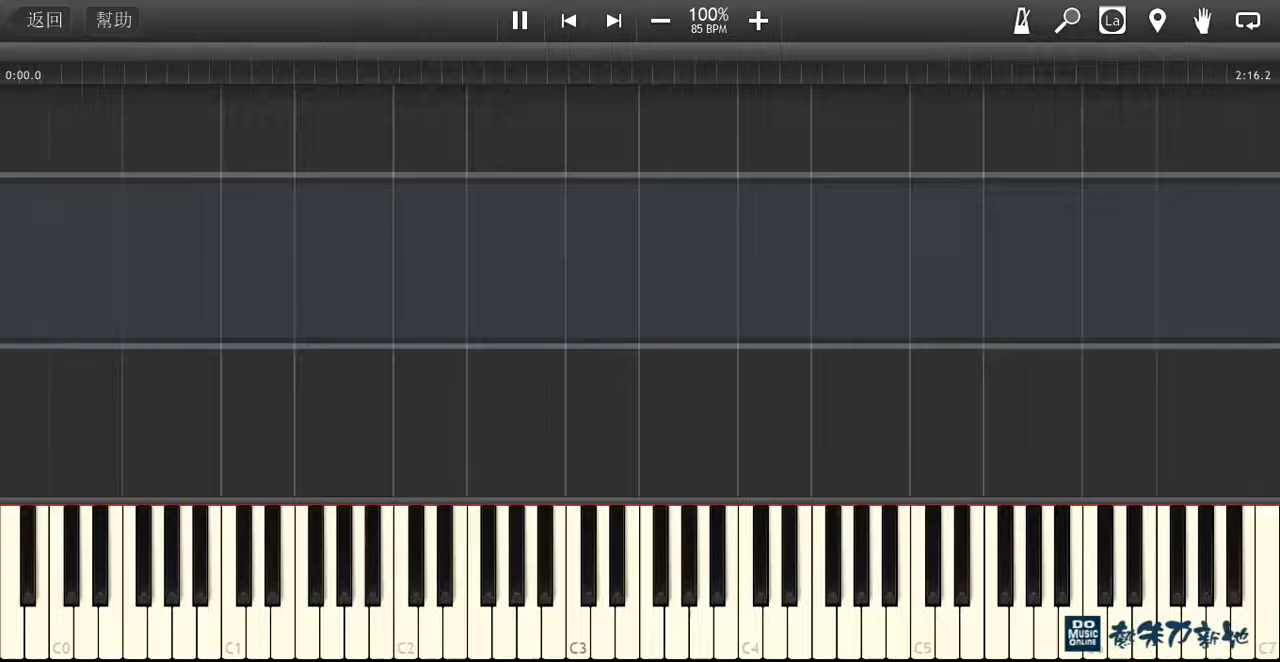 返回 幫助 100%
85 BPM
La
0:00.0 2:16.2
C0 C1 C2 C3 C4 C5 C7
DO
MUSIC
ONLINE